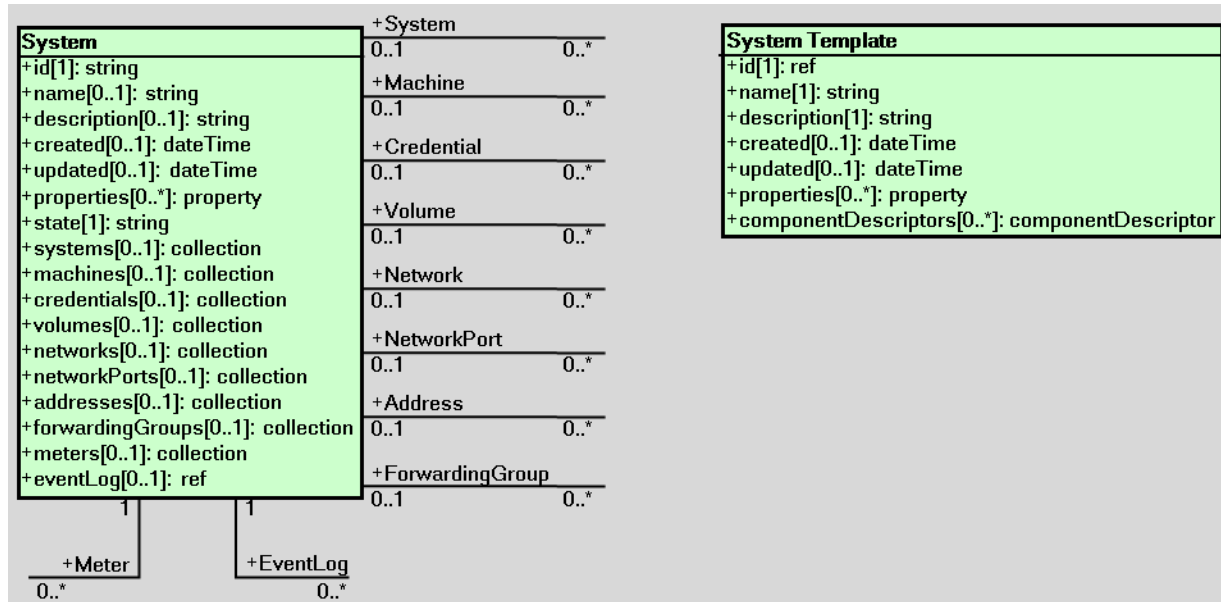 System
+id[1]: string
+name[0..1]: string
+description[0..1]: string
+created[0..1]: dateTime
+updated[0..1]: dateTime
+properties[0..*]: property
+state[1]: string
+systems[0..1]: collection
+machines[0..1]: collection
+credentials[0..1]: collection
+volumes[0..1]: collection
+networks[0..1]: collection
+networkPorts[0..1]: collection
+addresses[0..1]: collection
+forwardingGroups[0..1]: collection
+meters[0..1]: collection
+eventLog[0..1]: ref
+System
0..1 0..*
+Machine
0..1 0..*
+Credential
0..1 0..*
+Volume
0..1 0..*
+Network
0..1 0..*
+NetworkPort
0..1 0..*
+Address
0..1 0..*
+ForwardingGroup
0..1 0..*
1 1
+Meter +EventLog
0..* 0..*
System Template
+id[1]: ref
+name[1]: string
+description[1]: string
+created[0..1]: dateTime
+updated[0..1]: dateTime
+properties[0..*]: property
+componentDescriptors[0..*]: componentDescriptor